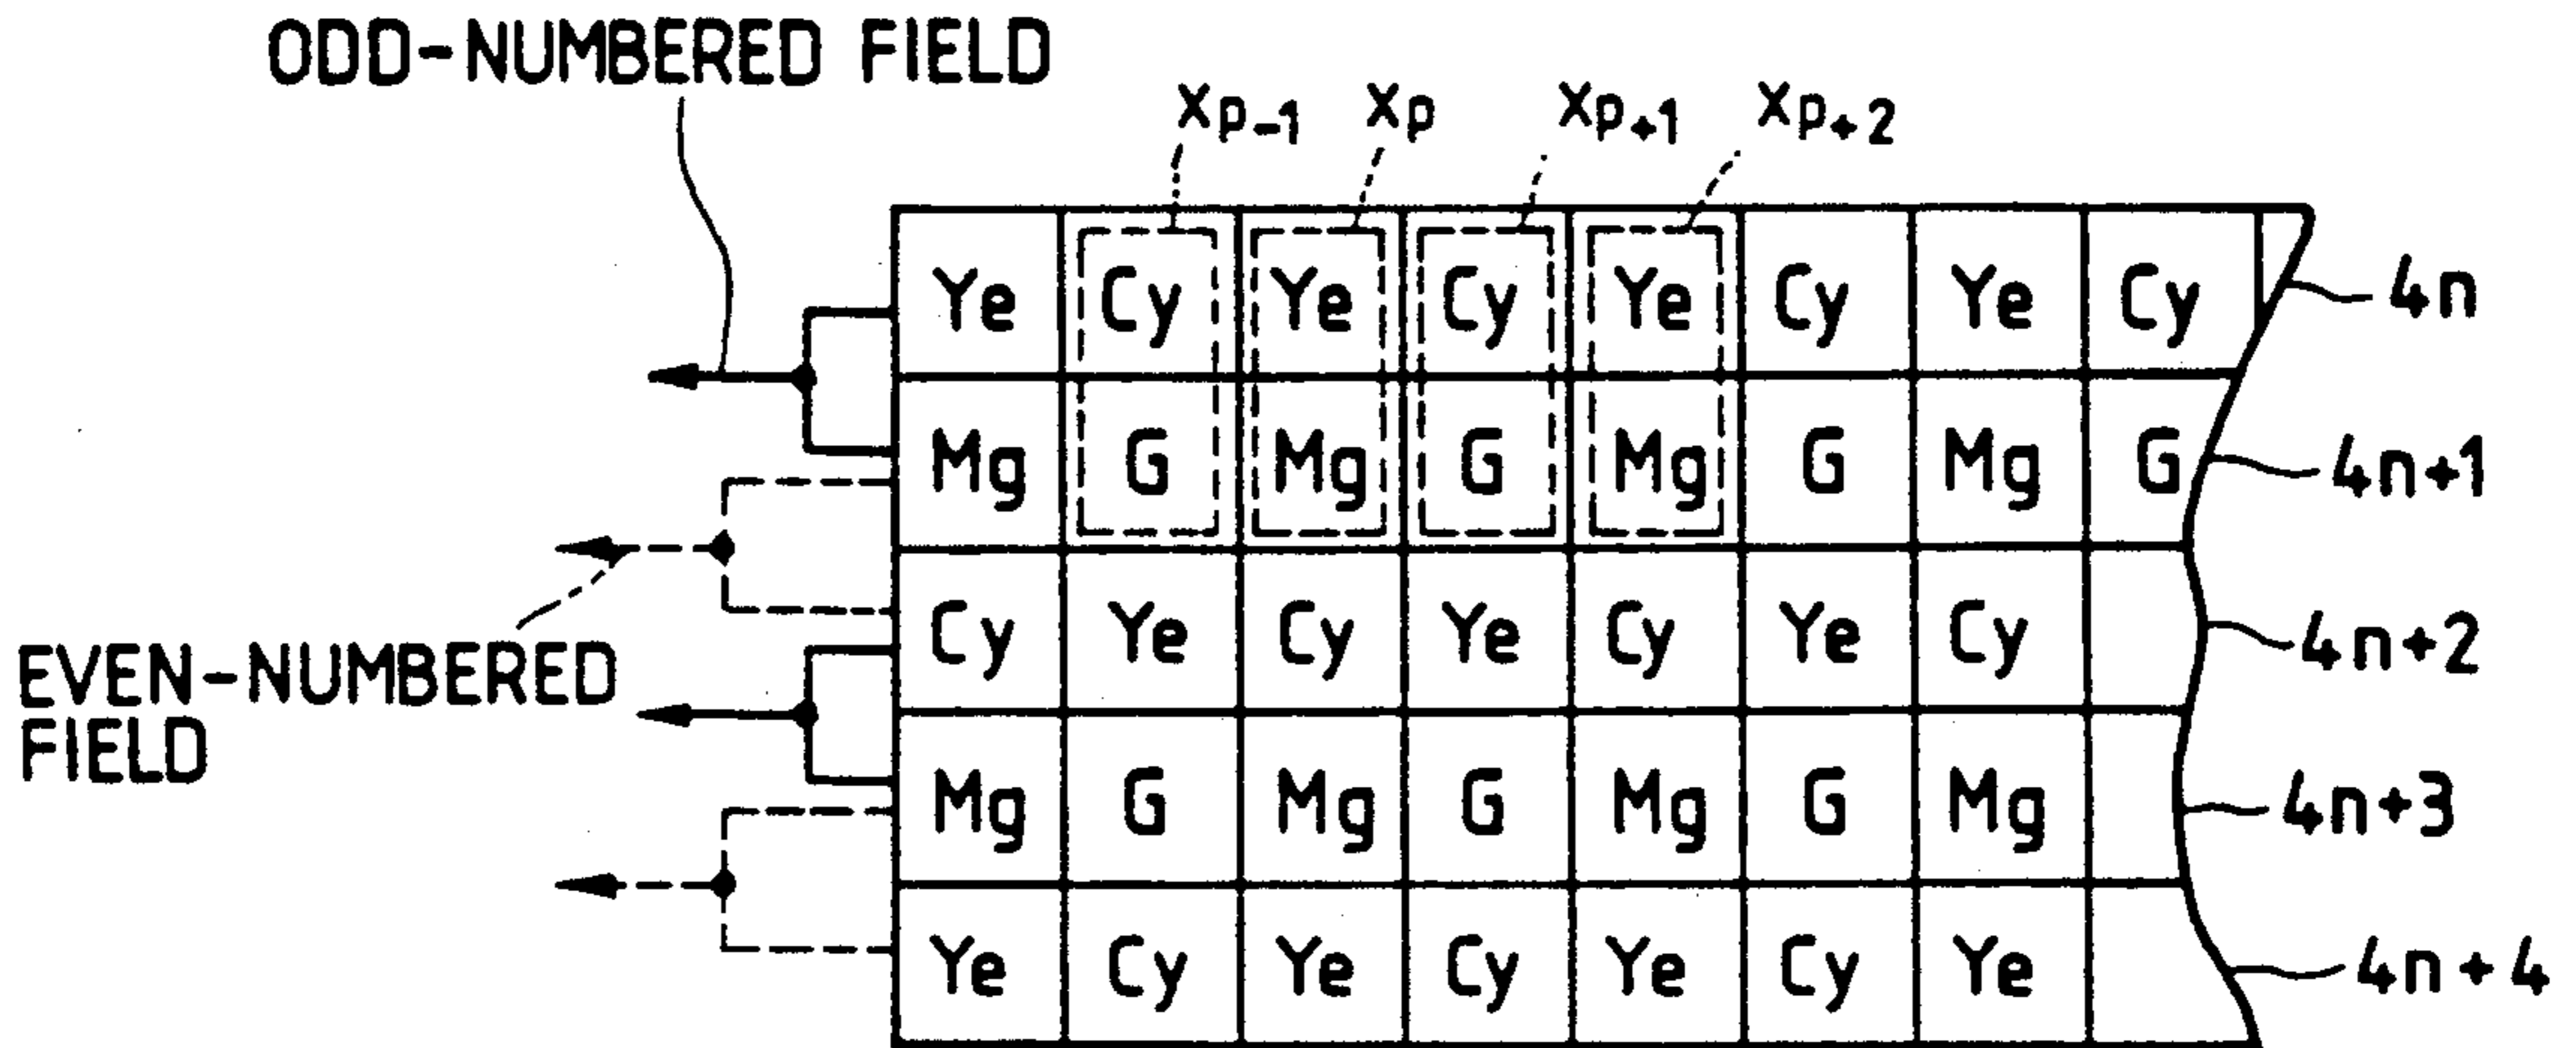 ODD-NUMBERED FIELD
Xp-1 Xp Xp+1 Xp+2
Ye Cy Ye Cy Ye Cy Ye Cy 4n
Mg G Mg G Mg G Mg G 4n+1
Cy Ye Cy Ye Cy Ye Cy 4n+2
EVEN-NUMBERED
FIELD
Mg G Mg G Mg G Mg 4n+3
Ye Cy Ye Cy Ye Cy Ye 4n+4